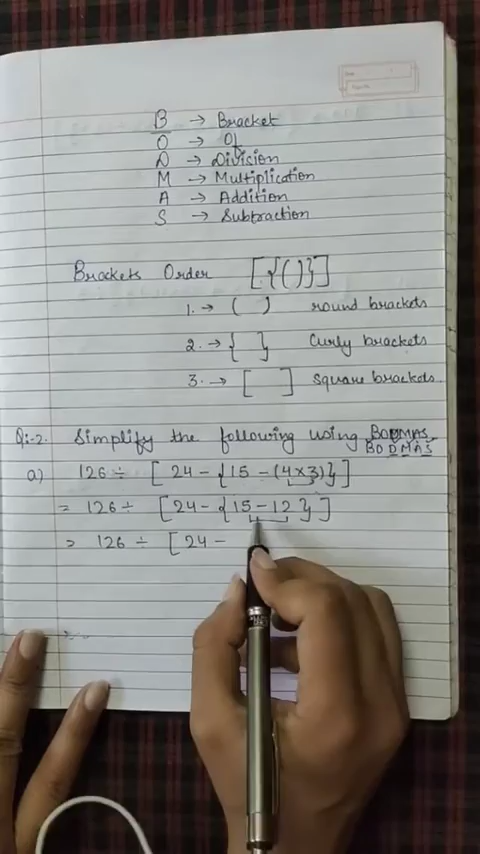 B → Bracket
O → Of
D → Division
M → Multiplication
A → Addition
S → Subtraction
Brackets Order [{()}]
1. → ( ) round brackets
2. → { } Curly brackets
3. → [ ] Square brackets.
Q:-2. Simplify the following using BODMAS.
BODMAS
a) 126 ÷ [24 - {15 - (4×3)}]
= 126 ÷ [24 - {15 - 12}]
= 126 ÷ [24 -